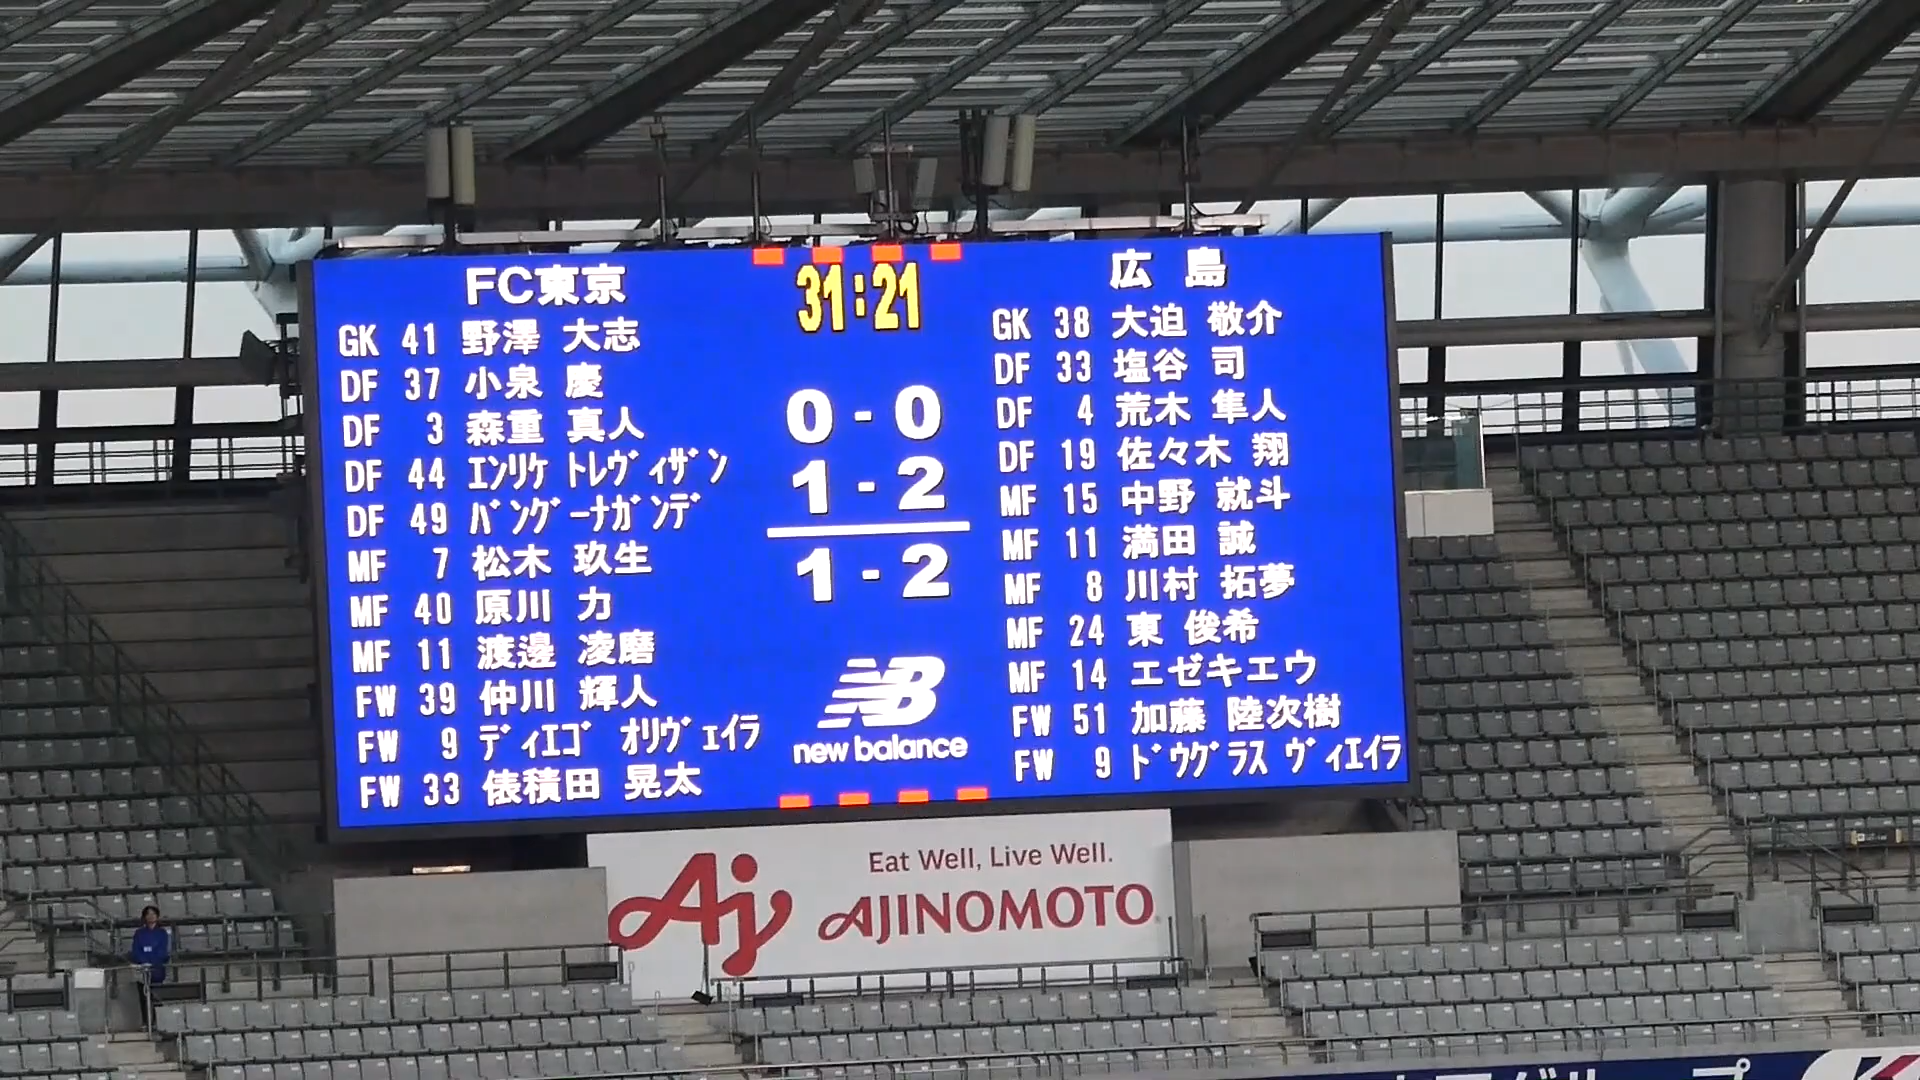 FC東京
GK 41 野澤 大志
DF 37 小泉 慶
DF 3 森重 真人
DF 44 ｴﾝﾘｹ ﾄﾚｳﾞｨｻﾞﾝ
DF 49 ﾊﾞﾝｸﾞｰﾅｶﾞﾝﾃﾞ
MF 7 松木 玖生
MF 40 原川 力
MF 11 渡邊 凌磨
FW 39 仲川 輝人
FW 9 ﾃﾞｨｴｺﾞ ｵﾘｳﾞｪｲﾗ
FW 33 俵積田 晃太
31:21
0 - 0
1 - 2
1 - 2
NB
new balance
広島
GK 38 大迫 敬介
DF 33 塩谷 司
DF 4 荒木 隼人
DF 19 佐々木 翔
MF 15 中野 就斗
MF 11 満田 誠
MF 8 川村 拓夢
MF 24 東 俊希
MF 14 エゼキエウ
FW 51 加藤 陸次樹
FW 9 ﾄﾞｳｸﾞﾗｽ ｳﾞｨｴｲﾗ
Aj
Eat Well, Live Well.
AJINOMOTO